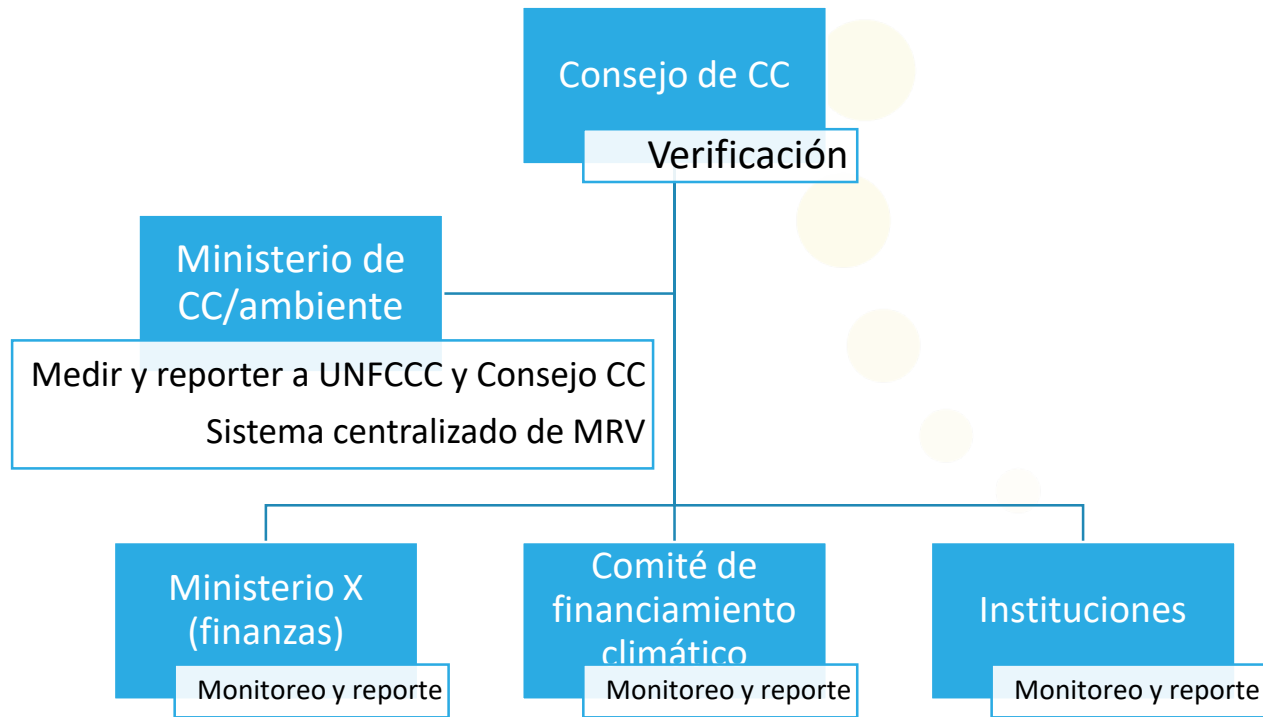 Consejo de CC
Verificación
Ministerio de
CC/ambiente
Medir y reporter a UNFCCC y Consejo CC
Sistema centralizado de MRV
Ministerio X
(finanzas)
Monitoreo y reporte
Comité de
financiamiento
climático
Monitoreo y reporte
Instituciones
Monitoreo y reporte